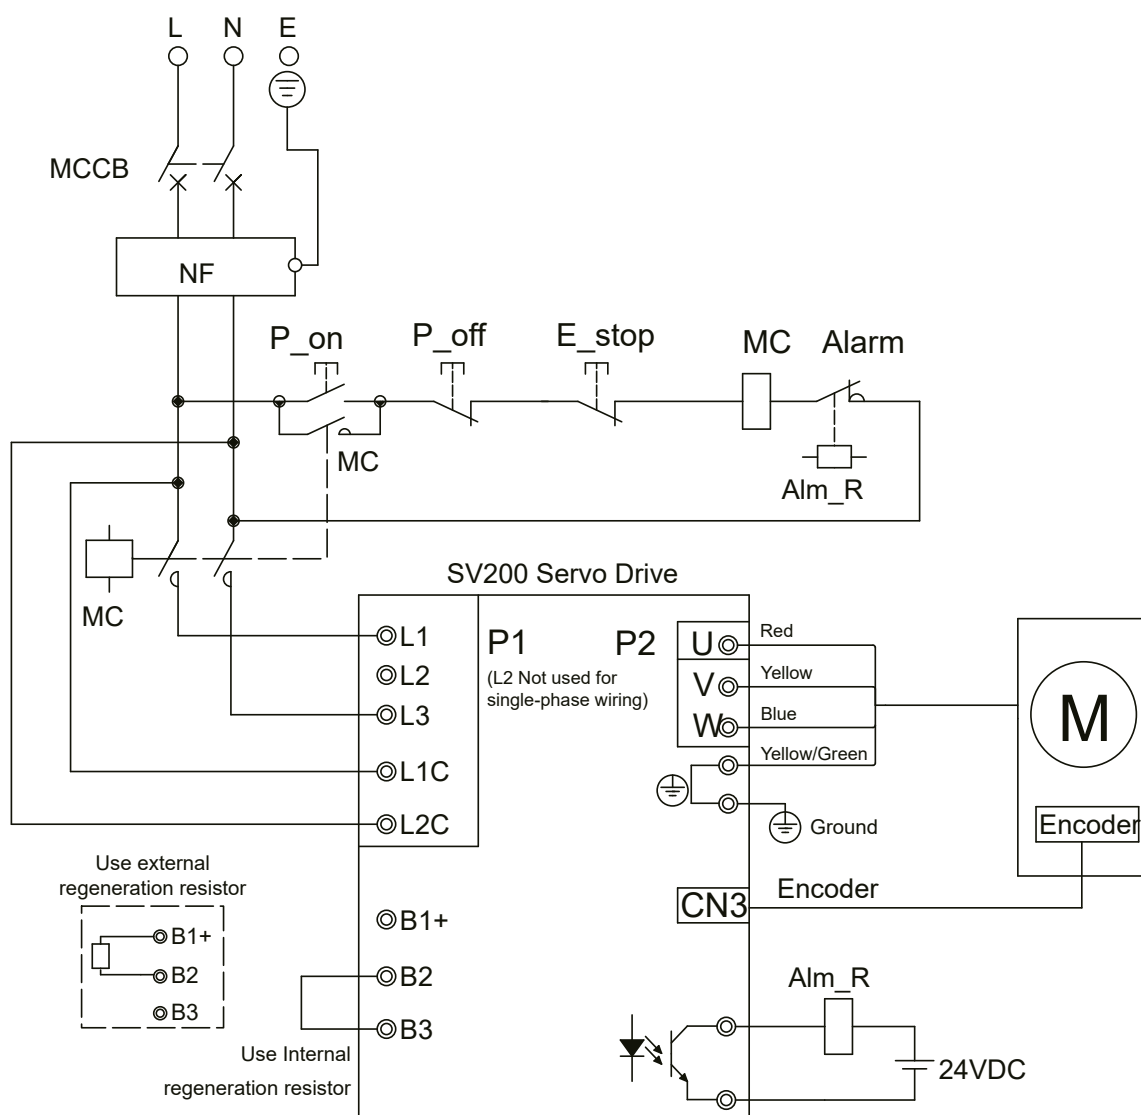 L N E
MCCB
NF
P_on P_off E_stop MC Alarm
MC
Alm_R
MC
SV200 Servo Drive
L1 P1 P2 U Red
L2 (L2 Not used for
single-phase wiring)
V Yellow
L3 W Blue
Yellow/Green
M
L1C
L2C Ground
Encoder
Use external
regeneration resistor
CN3 Encoder
B1+
B2
B3
B1+
B2
B3
Use Internal
regeneration resistor
Alm_R
24VDC